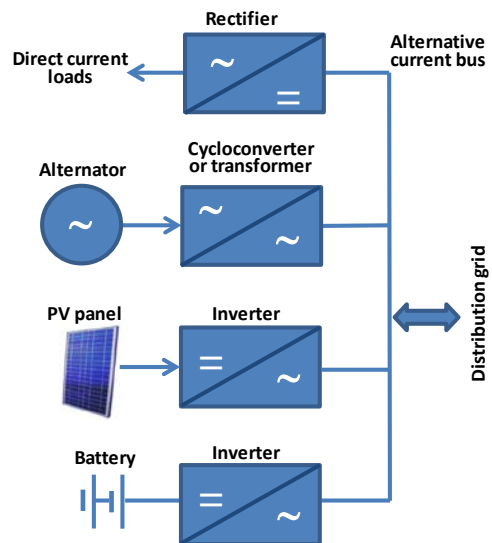 Rectifier
Direct current
loads
Alternative
current bus
~
=
Cycloconverter
or transformer
Alternator
~
~
~
PV panel
Inverter
=
~
Distribution grid
Battery
Inverter
=
~